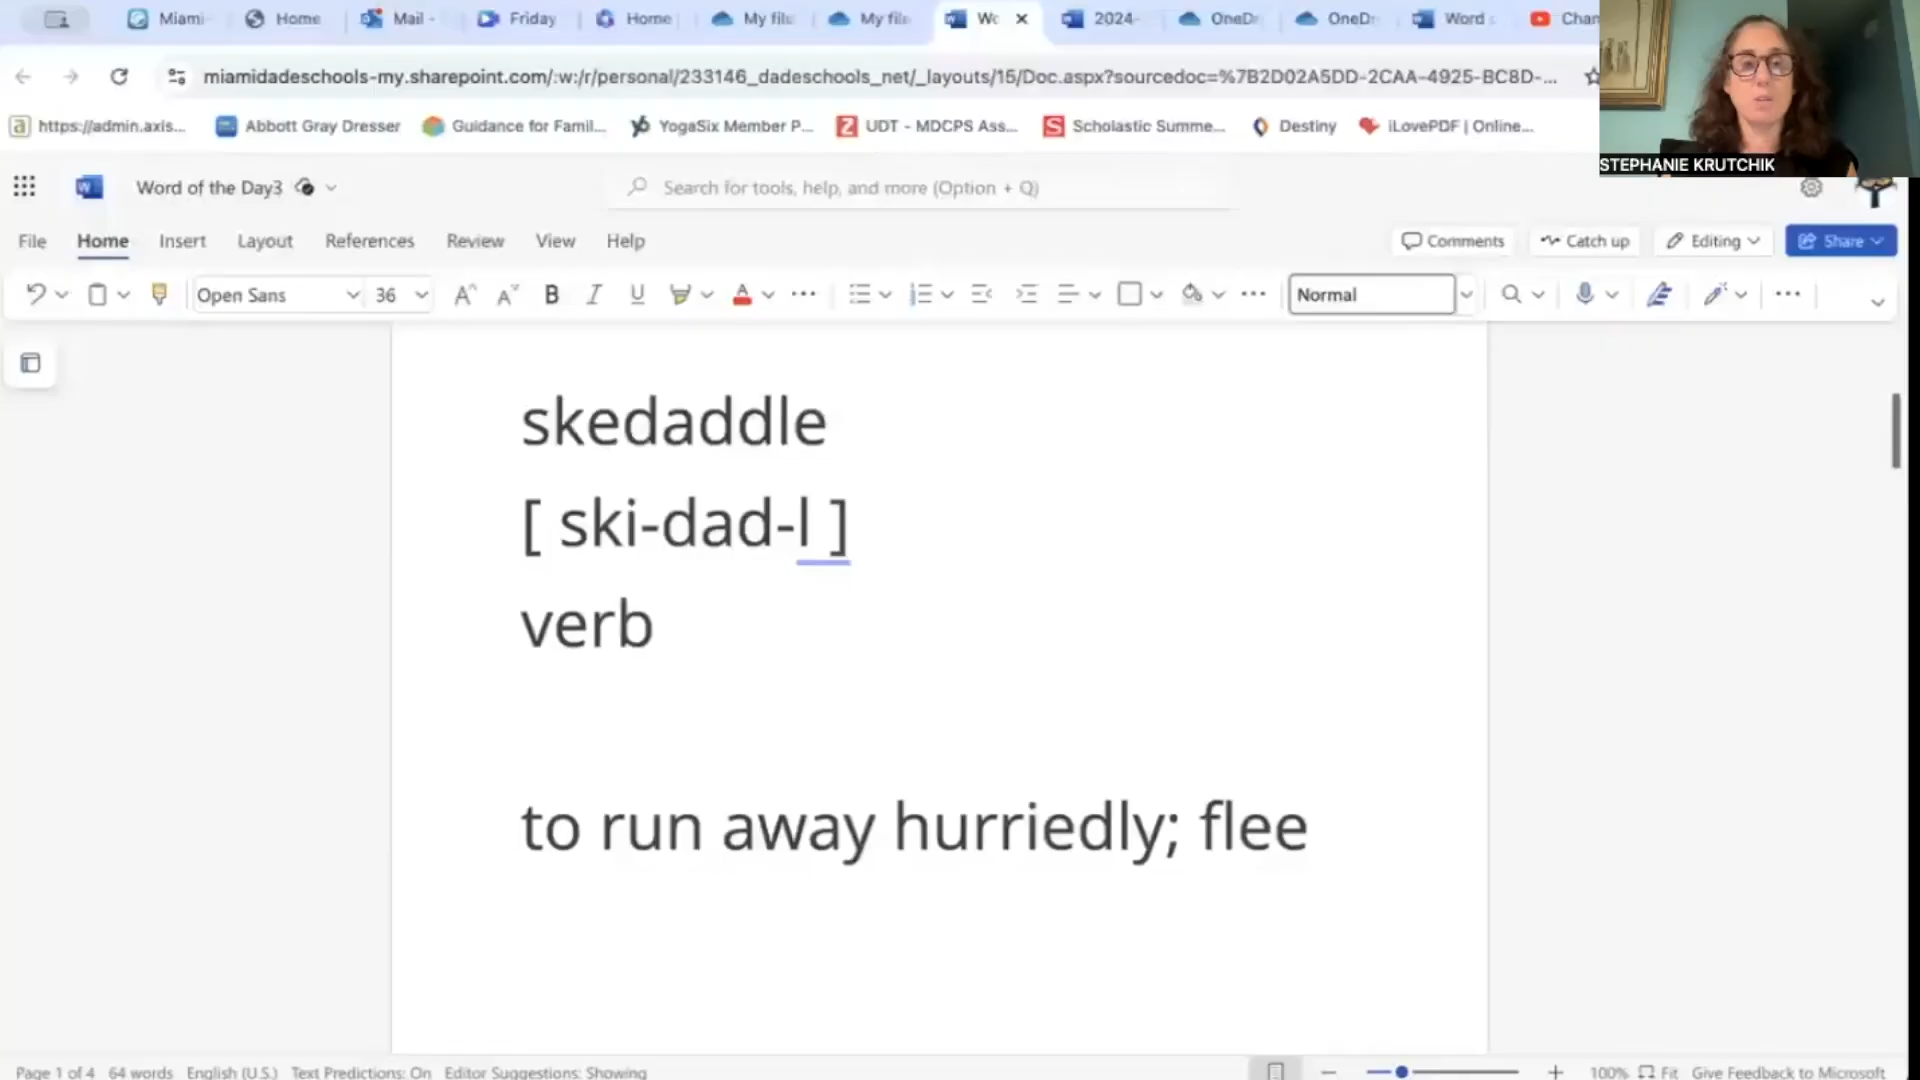 Miami
Home
Mail -
Friday
Home
My file
My file
2024-
OneDr
OneDr
Word
miamidadeschools-my.sharepoint.com/:w:/r/personal/233146_dadeschools_net/_layouts/15/Doc.aspx?sourcedoc=%7B2D02A5DD-2CAA-4925-BC8D-...
https://admin.axis...
Abbott Gray Dresser
Guidance for Famil...
YogaSix Member P...
UDT - MDCPS Ass...
Scholastic Summe...
Destiny
iLovePDF | Online...
STEPHANIE KRUTCHIK
Word of the Day3
Search for tools, help, and more (Option + Q)
File Home Insert Layout References Review View Help
Comments Catch up Editing Share
Open Sans 36 Normal
skedaddle
[ ski-dad-l ]
verb
to run away hurriedly; flee
Page 1 of 4 64 words English (U.S.) Text Predictions: On Editor Suggestions: Showing
100% Fit Give Feedback to Microsoft